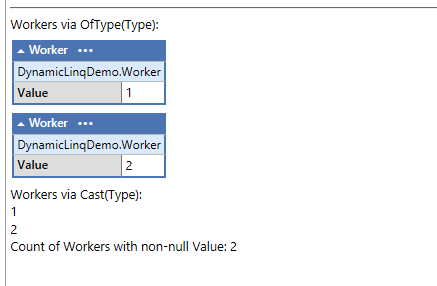 Workers via OfType(Type):
Worker •••
DynamicLinqDemo.Worker
Value 1
Worker •••
DynamicLinqDemo.Worker
Value 2
Workers via Cast(Type):
1
2
Count of Workers with non-null Value: 2